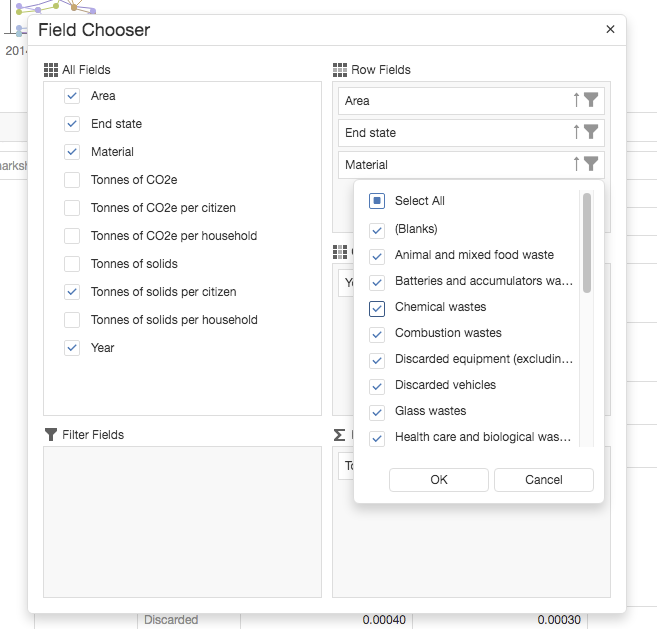 Field Chooser
2014
All Fields
Area
End state
Material
Tonnes of CO2e
Tonnes of CO2e per citizen
Tonnes of CO2e per household
Tonnes of solids
Tonnes of solids per citizen
Tonnes of solids per household
Year
Row Fields
Area
End state
Material
Select All
(Blanks)
Animal and mixed food waste
Batteries and accumulators wa...
Chemical wastes
Combustion wastes
Discarded equipment (excludin...
Discarded vehicles
Glass wastes
Health care and biological was...
OK
Cancel
Filter Fields
Discarded
0.00040
0.00030